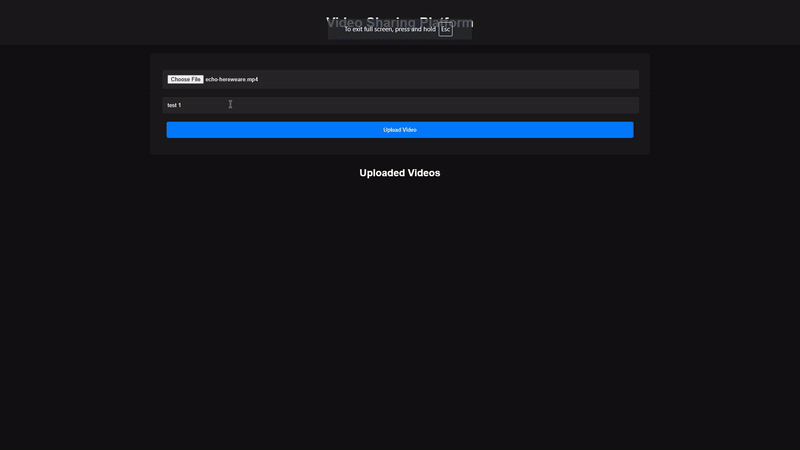 Video Sharing Platform
To exit full screen, press and hold Esc
Choose File echo-hereweare.mp4
test 1
Upload Video
Uploaded Videos